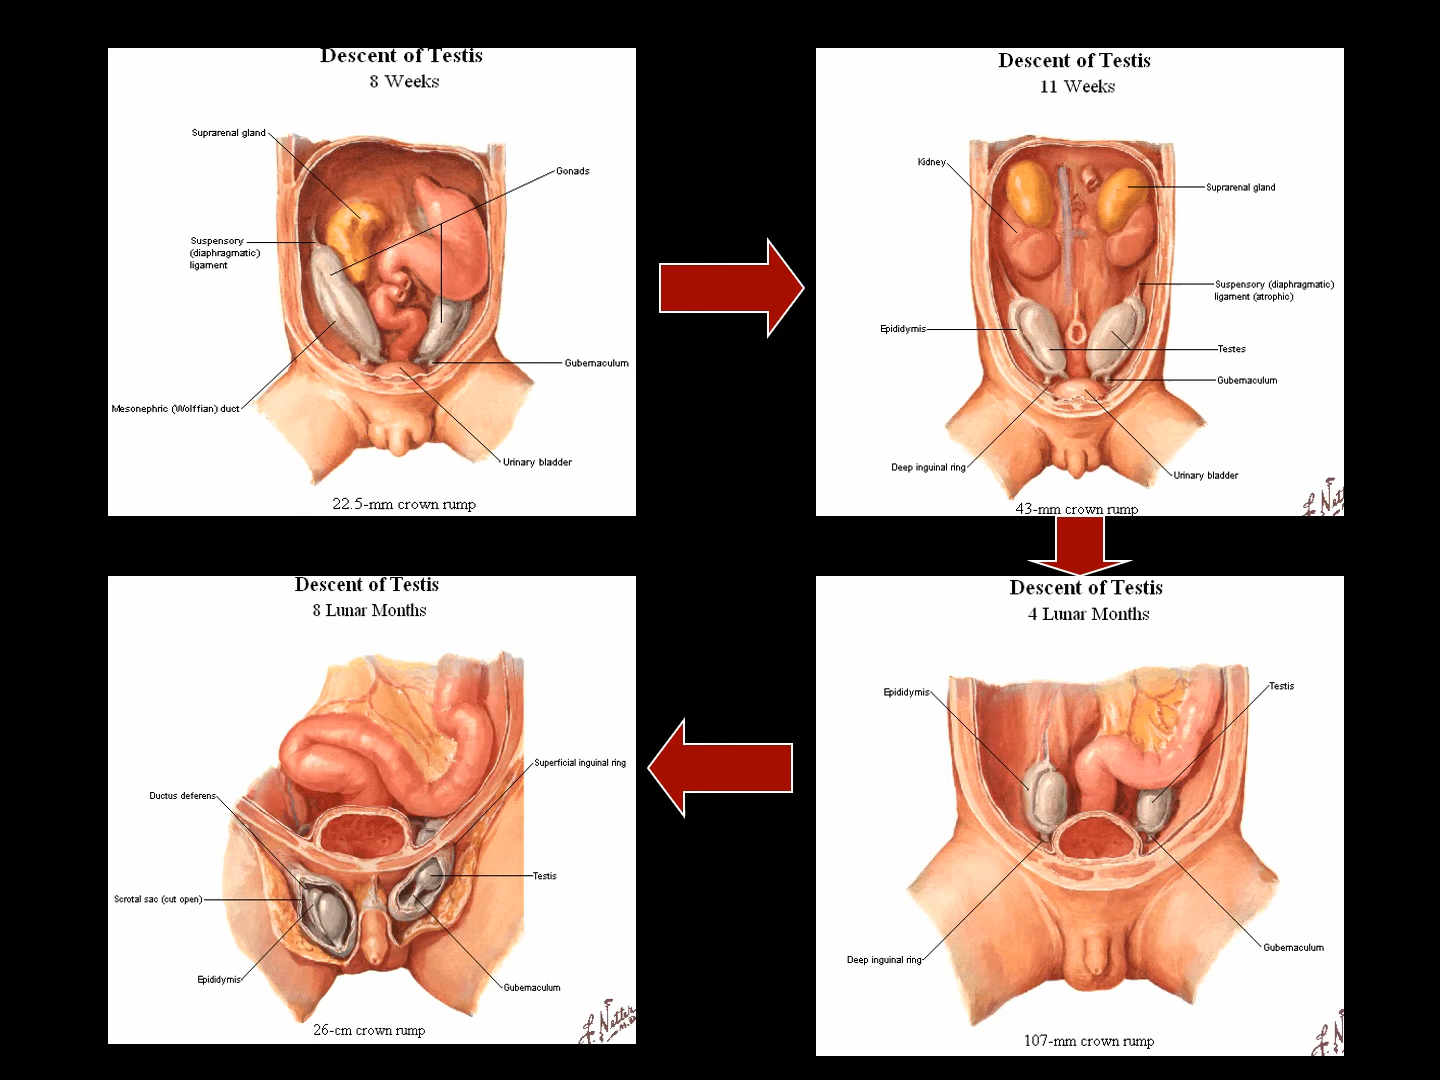 Descent of Testis
8 Weeks
Suprarenal gland
Gonads
Suspensory
(diaphragmatic)
ligament
Gubernaculum
Mesonephric (Wolffian) duct
Urinary bladder
22.5-mm crown rump
Descent of Testis
11 Weeks
Kidney
Suprarenal gland
Suspensory (diaphragmatic)
ligament (atrophic)
Epididymis
Testes
Gubernaculum
Deep inguinal ring
Urinary bladder
43-mm crown rump
Descent of Testis
8 Lunar Months
Superficial inguinal ring
Ductus deferens
Testis
Scrotal sac (cut open)
Epididymis
Gubernaculum
26-cm crown rump
F. Netter
M.D.
Descent of Testis
4 Lunar Months
Epididymis
Testis
Gubernaculum
Deep inguinal ring
107-mm crown rump